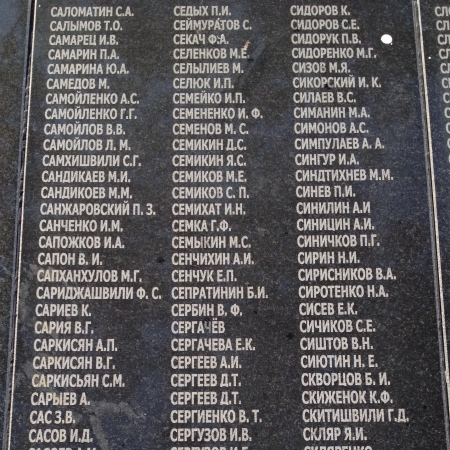 САЛОМАТИН С.А.
САЛЫМОВ Т.О.
САМАРЕЦ И.В.
САМАРИН П.А.
САМАРИНА Ю.А.
САМЕДОВ М.
САМОЙЛЕНКО А.С.
САМОЙЛЕНКО Г.Г.
САМОЙЛОВ В.В.
САМОЙЛОВ Л. М.
САМХИШВИЛИ С.Г.
САНДИКАЕВ М.И.
САНДИКОЕВ М.М.
САНЖАРОВСКИЙ П. З.
САНЧЕНКО И.М.
САПОЖКОВ И.А.
САПОН В. И.
САПХАНХУЛОВ М.Г.
САРИДЖАШВИЛИ Ф. С.
САРИЕВ К.
САРИЯ В.Г.
САРКИСЯН А.П.
САРКИСЯН В.Г.
САРКИСЬЯН С.М.
САРЫЕВ А.
САС З.В.
САСОВ И.Д.
СЕДЫХ П.И.
СЕЙМУРАТОВ С.
СЕКАЧ Ф.А.
СЕЛЕНКОВ М.Е.
СЕЛЫЛИЕВ М.
СЕЛЮК И.П.
СЕМЕЙКО И.П.
СЕМЕНЕНКО И. Ф.
СЕМЕНОВ М. С.
СЕМИКИН Д.С.
СЕМИКИН Я.С.
СЕМИКОВ М.Е.
СЕМИКОВ С. П.
СЕМИХАТ И.Н.
СЕМКА Г.Ф.
СЕМЫКИН М.С.
СЕНЧИХИН А.И.
СЕНЧУК Е.П.
СЕПРАТИНИН Б.И.
СЕРБИН В. Ф.
СЕРГАЧЁВ
СЕРГАЧЕВА Е.К.
СЕРГЕЕВ А.И.
СЕРГЕЕВ Д.Т.
СЕРГЕЕВ Д.Т.
СЕРГИЕНКО В. Т.
СЕРГУЗОВ И.В.
СИДОРОВ К.
СИДОРОВ С.Е.
СИДОРУК П.В.
СИДОРЕНКО М.Г.
СИЗОВ М.Я.
СИКОРСКИЙ И. К.
СИЛАЕВ В.С.
СИМАНИН М.А.
СИМОНОВ А.С.
СИМПУЛАЕВ А. А.
СИНГУР И.А.
СИНДТИХНЕВ М.М.
СИНЕВ П.И.
СИНИЛИН А.И
СИНИЦИН А.И.
СИНИЧКОВ П.Г.
СИРИН Н.И.
СИРИСНИКОВ В.А.
СИРОТЕНКО Н.А.
СИСЕВ Е.К.
СИЧИКОВ С.Е.
СИШТОВ В.Н.
СИЮТИН Н. Е.
СКВОРЦОВ Б. И.
СКИЖЕНОК К.Ф.
СКИТИШВИЛИ Г.Д.
СКЛЯР Я.И.